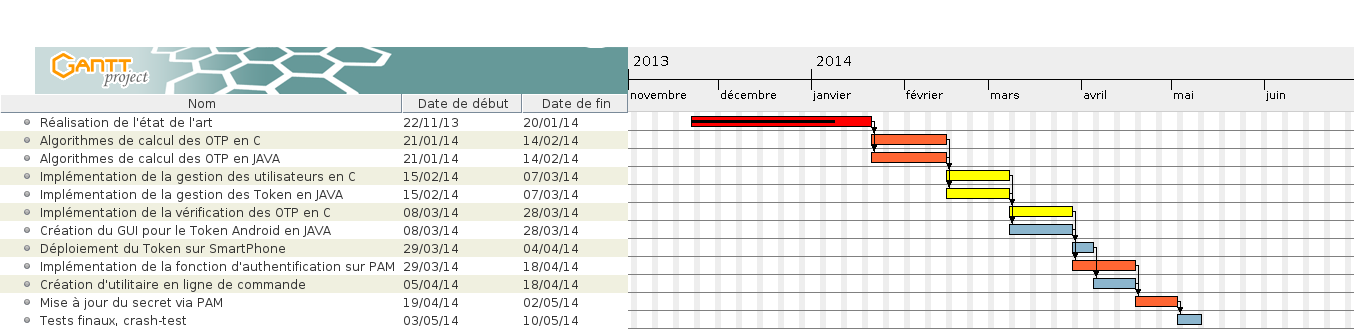 GANTT
project
2013
2014
novembre
décembre
janvier
février
mars
avril
mai
juin
Nom Date de début Date de fin
Réalisation de l'état de l'art 22/11/13 20/01/14
Algorithmes de calcul des OTP en C 21/01/14 14/02/14
Algorithmes de calcul des OTP en JAVA 21/01/14 14/02/14
Implémentation de la gestion des utilisateurs en C 15/02/14 07/03/14
Implémentation de la gestion des Token en JAVA 15/02/14 07/03/14
Implémentation de la vérification des OTP en C 08/03/14 28/03/14
Création du GUI pour le Token Android en JAVA 08/03/14 28/03/14
Déploiement du Token sur SmartPhone 29/03/14 04/04/14
Implémentation de la fonction d'authentification sur PAM 29/03/14 18/04/14
Création d'utilitaire en ligne de commande 05/04/14 18/04/14
Mise à jour du secret via PAM 19/04/14 02/05/14
Tests finaux, crash-test 03/05/14 10/05/14